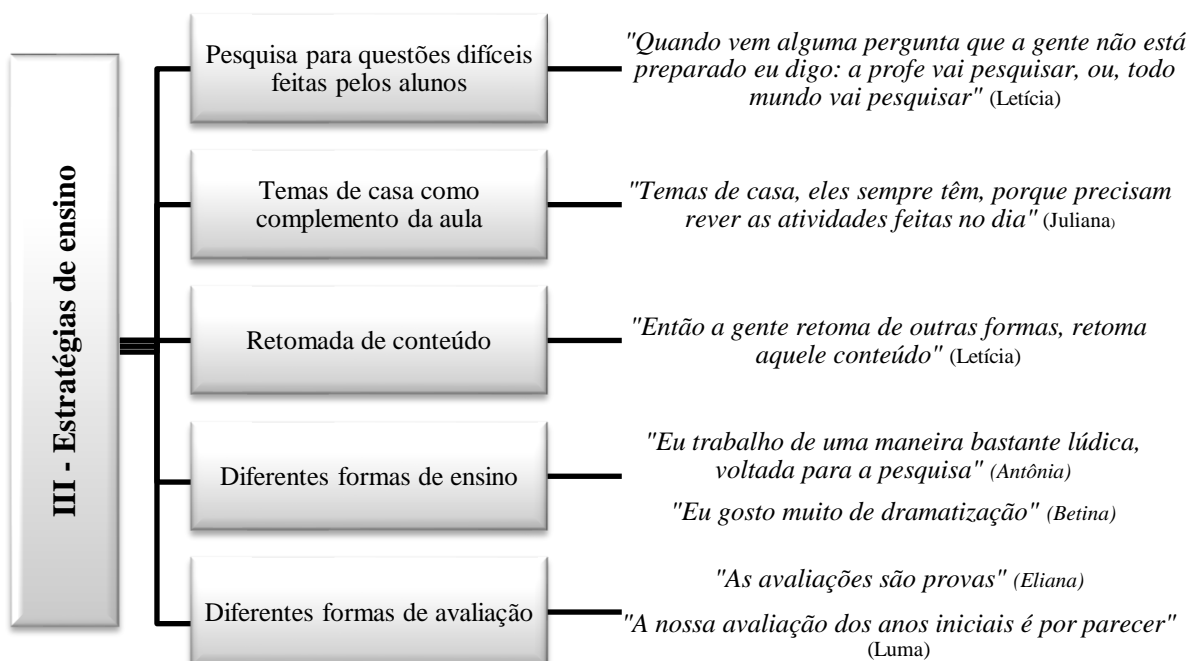 III - Estratégias de ensino
Pesquisa para questões difíceis
feitas pelos alunos
"Quando vem alguma pergunta que a gente não está
preparado eu digo: a profe vai pesquisar, ou, todo
mundo vai pesquisar" (Letícia)
Temas de casa como
complemento da aula
"Temas de casa, eles sempre têm, porque precisam
rever as atividades feitas no dia" (Juliana)
Retomada de conteúdo
"Então a gente retoma de outras formas, retoma
aquele conteúdo" (Letícia)
Diferentes formas de ensino
"Eu trabalho de uma maneira bastante lúdica,
voltada para a pesquisa" (Antônia)
"Eu gosto muito de dramatização" (Betina)
Diferentes formas de avaliação
"As avaliações são provas" (Eliana)
"A nossa avaliação dos anos iniciais é por parecer"
(Luma)